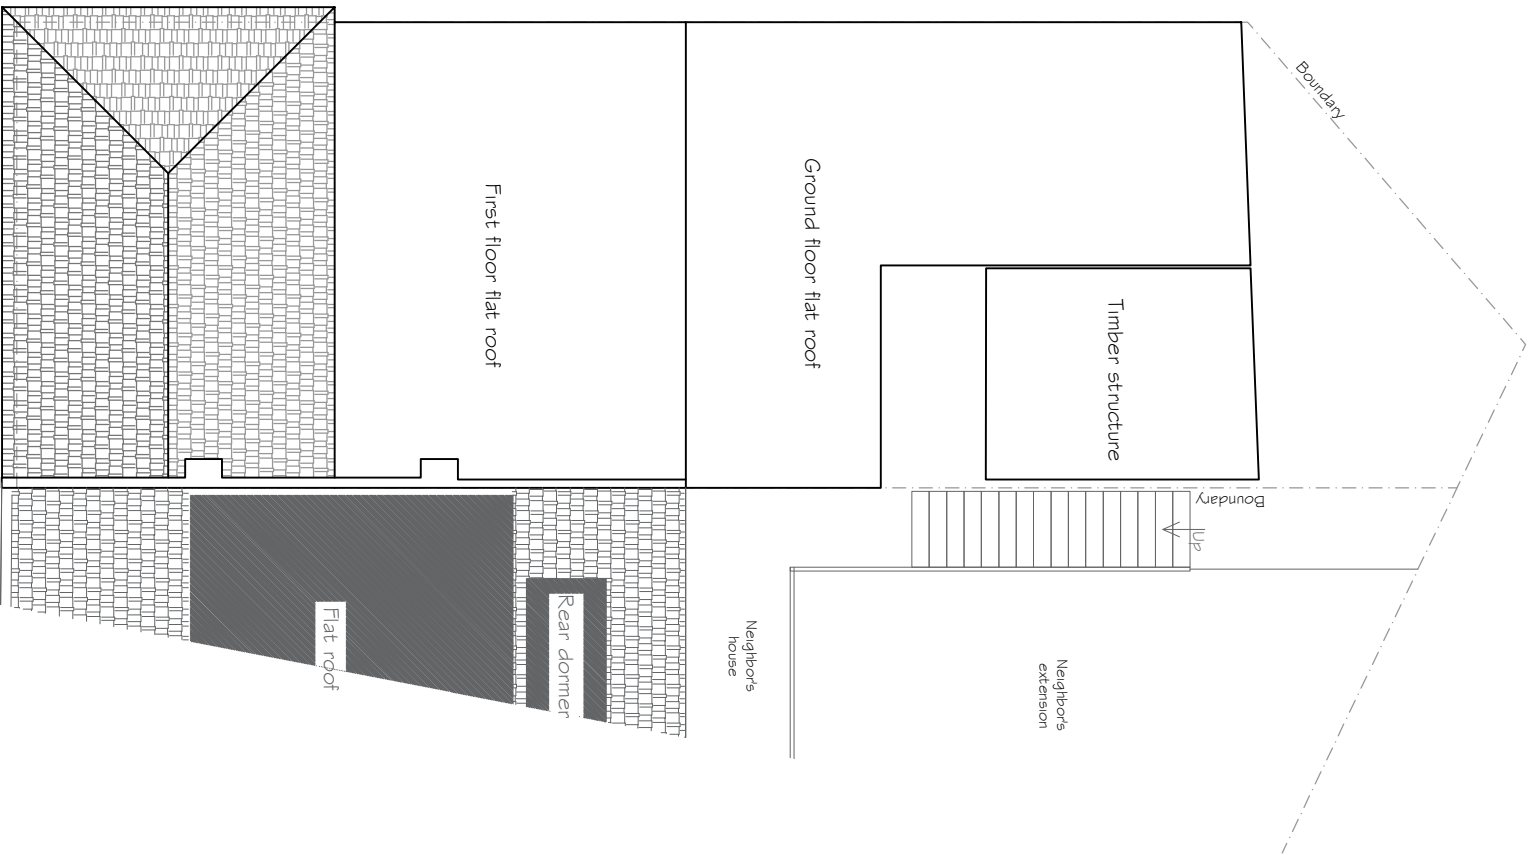 Boundary
First floor flat roof
Ground floor flat roof
Timber structure
Boundary
Up
Flat roof
Rear dormer
Neighbor's
house
Neighbor's
extension